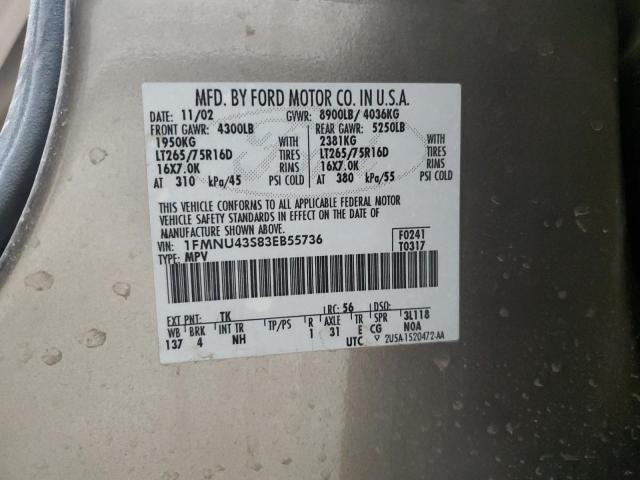 MFD. BY FORD MOTOR CO. IN U.S.A.
DATE: 11/02 GVWR: 8900LB/ 4036KG
FRONT GAWR: 4300LB REAR GAWR: 5250LB
1950KG WITH 2381KG WITH
LT265/75R16D TIRES LT265/75R16D TIRES
16X7.0K RIMS 16X7.0K RIMS
AT 310 kPa/45 PSI COLD AT 380 kPa/55 PSI COLD
THIS VEHICLE CONFORMS TO ALL APPLICABLE FEDERAL MOTOR
VEHICLE SAFETY STANDARDS IN EFFECT ON THE DATE OF
MANUFACTURE SHOWN ABOVE.
VIN: 1FMNU43S83EB55736 F0241
TYPE: MPV T0317
EXT PNT: TK RC: 56 DSO:
WB BRK INT TR TP/PS R AXLE TR SPR 3L118
137 4 NH 1 31 E CG N0A
UTC 2U5A-1520472-AA